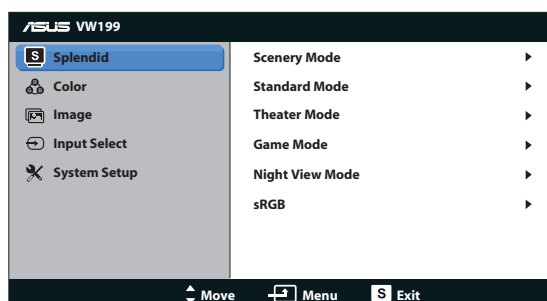 ASUS VW199
S Splendid
Color
Image
Input Select
System Setup
Scenery Mode
Standard Mode
Theater Mode
Game Mode
Night View Mode
sRGB
Move Menu S Exit